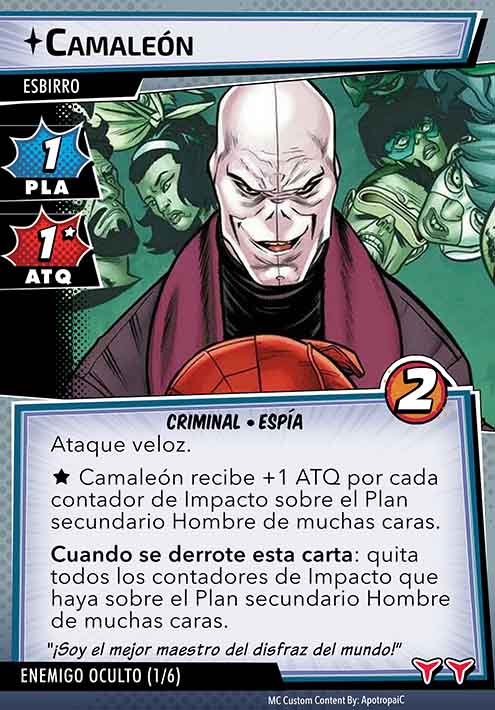 CAMALEÓN
ESBIRRO
1
PLA
1★
ATQ
2
CRIMINAL • ESPÍA
Ataque veloz.
★ Camaleón recibe +1 ATQ por cada
contador de Impacto sobre el Plan
secundario Hombre de muchas caras.
Cuando se derrote esta carta: quita
todos los contadores de Impacto que
haya sobre el Plan secundario Hombre
de muchas caras.
"¡Soy el mejor maestro del disfraz del mundo!"
ENEMIGO OCULTO (1/6)
MC Custom Content By: ApotropaiC